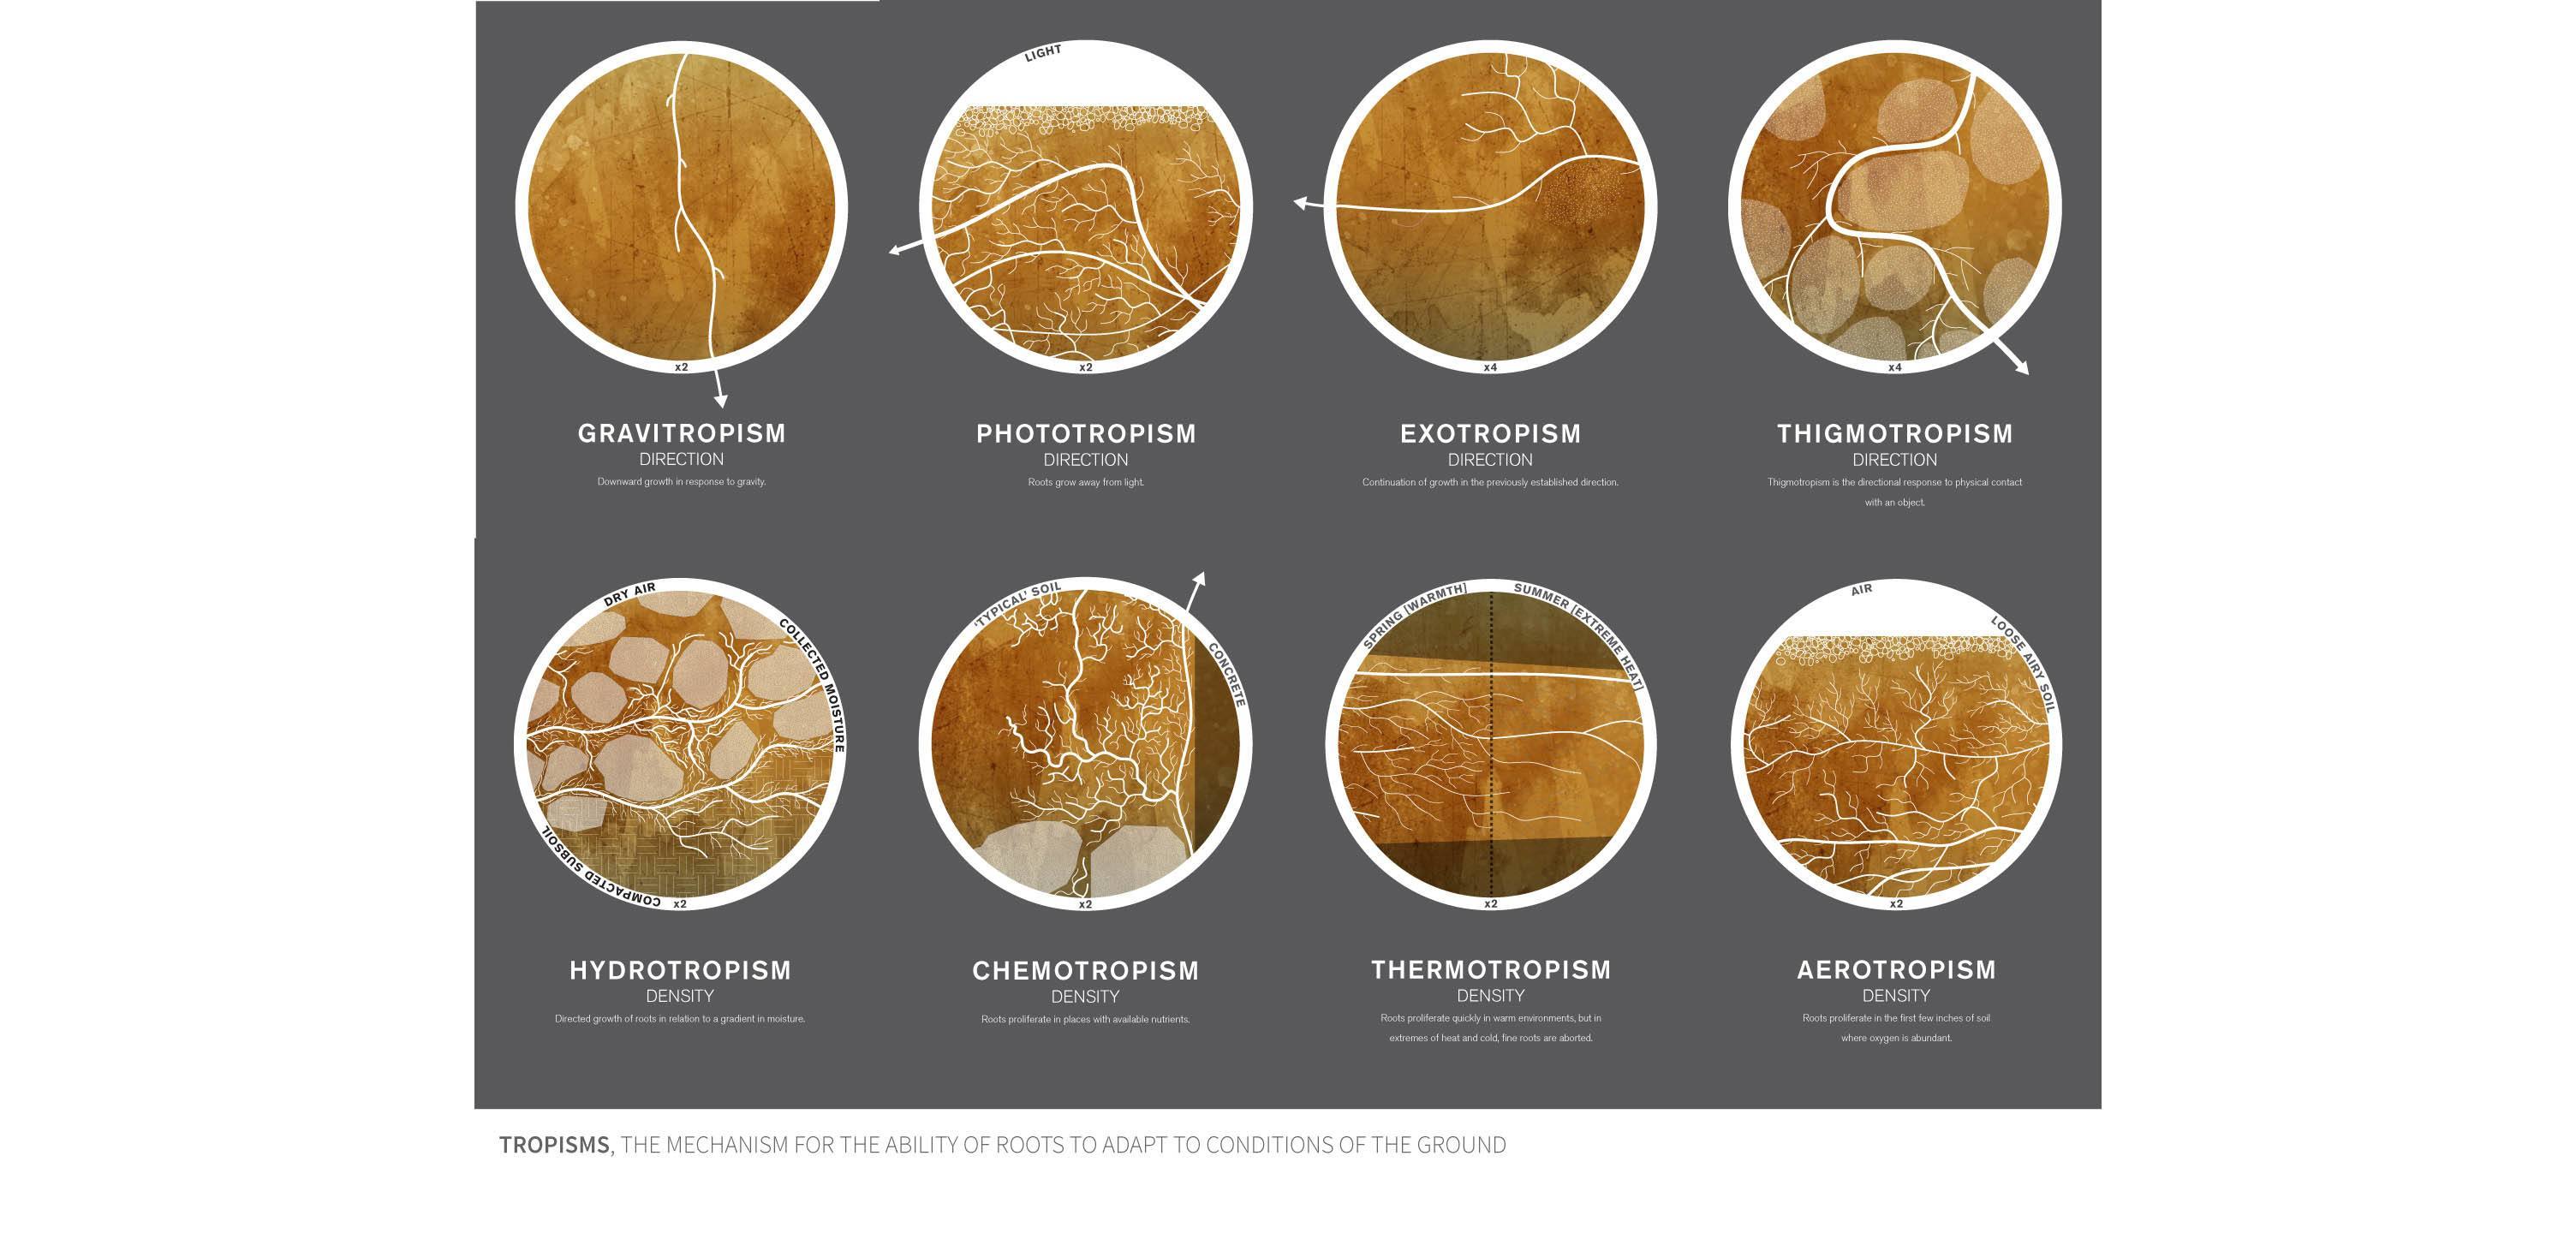 LIGHT
x2
x2
x4
x4
GRAVITROPISM
DIRECTION
Downward growth in response to gravity.
PHOTOTROPISM
DIRECTION
Roots grow away from light.
EXOTROPISM
DIRECTION
Continuation of growth in the previously established direction.
THIGMOTROPISM
DIRECTION
Thigmotropism is the directional response to physical contact
with an object.
DRY AIR
COLLECTED MOISTURE
COMPACTED SUBSOIL
x2
'TYPICAL' SOIL
CONCRETE
x2
SPRING [WARMTH]
SUMMER [EXTREME HEAT]
x2
AIR
LOOSE AIRY SOIL
x2
HYDROTROPISM
DENSITY
Directed growth of roots in relation to a gradient in moisture.
CHEMOTROPISM
DENSITY
Roots proliferate in places with available nutrients.
THERMOTROPISM
DENSITY
Roots proliferate quickly in warm environments, but in
extremes of heat and cold, fine roots are aborted.
AEROTROPISM
DENSITY
Roots proliferate in the first few inches of soil
where oxygen is abundant.
TROPISMS, THE MECHANISM FOR THE ABILITY OF ROOTS TO ADAPT TO CONDITIONS OF THE GROUND